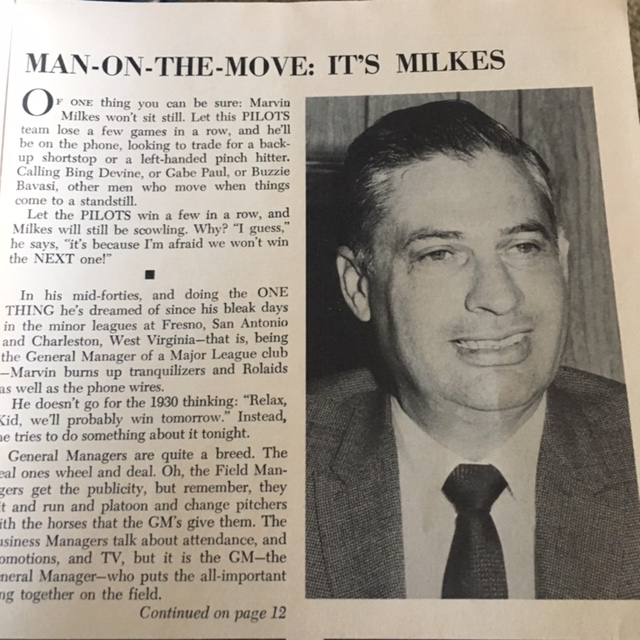 MAN-ON-THE-MOVE: IT'S MILKES
OF ONE thing you can be sure: Marvin
Milkes won't sit still. Let this PILOTS
team lose a few games in a row, and he'll
be on the phone, looking to trade for a back-
up shortstop or a left-handed pinch hitter.
Calling Bing Devine, or Gabe Paul, or Buzzie
Bavasi, other men who move when things
come to a standstill.
Let the PILOTS win a few in a row, and
Milkes will still be scowling. Why? "I guess,"
he says, "it's because I'm afraid we won't win
the NEXT one!"
In his mid-forties, and doing the ONE
THING he's dreamed of since his bleak days
in the minor leagues at Fresno, San Antonio
and Charleston, West Virginia—that is, being
the General Manager of a Major League club
—Marvin burns up tranquilizers and Rolaids
as well as the phone wires.
He doesn't go for the 1930 thinking: "Relax,
Kid, we'll probably win tomorrow." Instead,
he tries to do something about it tonight.
General Managers are quite a breed. The
eal ones wheel and deal. Oh, the Field Man-
gers get the publicity, but remember, they
it and run and platoon and change pitchers
ith the horses that the GM's give them. The
usiness Managers talk about attendance, and
omotions, and TV, but it is the GM—the
neral Manager—who puts the all-important
ng together on the field.
Continued on page 12